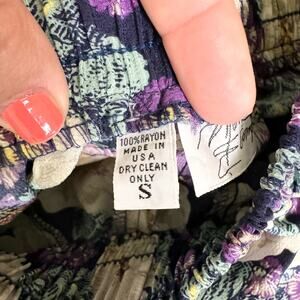 100% RAYON
MADE IN
USA
DRY CLEAN
ONLY
S